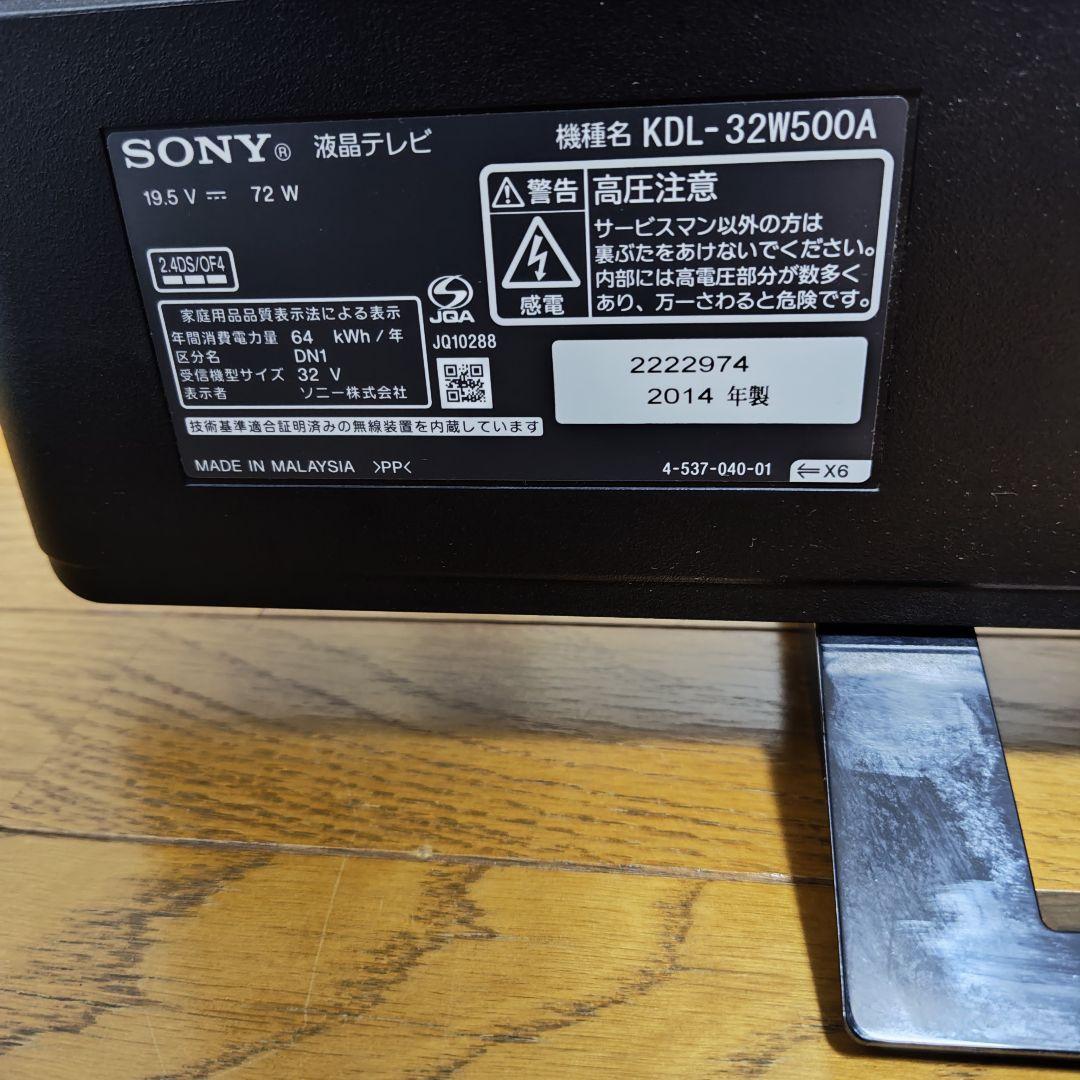 SONY® 液晶テレビ
機種名 KDL-32W500A
19.5 V ⎓ 72 W
2.4DS/OF4
家庭用品品質表示法による表示
年間消費電力量 64 kWh / 年
区分名 DN1
受信機型サイズ 32 V
表示者 ソニー株式会社
JQA
JQ10288
警告
感電
高圧注意
サービスマン以外の方は
裏ぶたをあけないでください。
内部には高電圧部分が数多く
あり、万一さわると危険です。
2222974
2014 年製
技術基準適合証明済みの無線装置を内蔵しています
MADE IN MALAYSIA >PP<
4-537-040-01
⇐X6